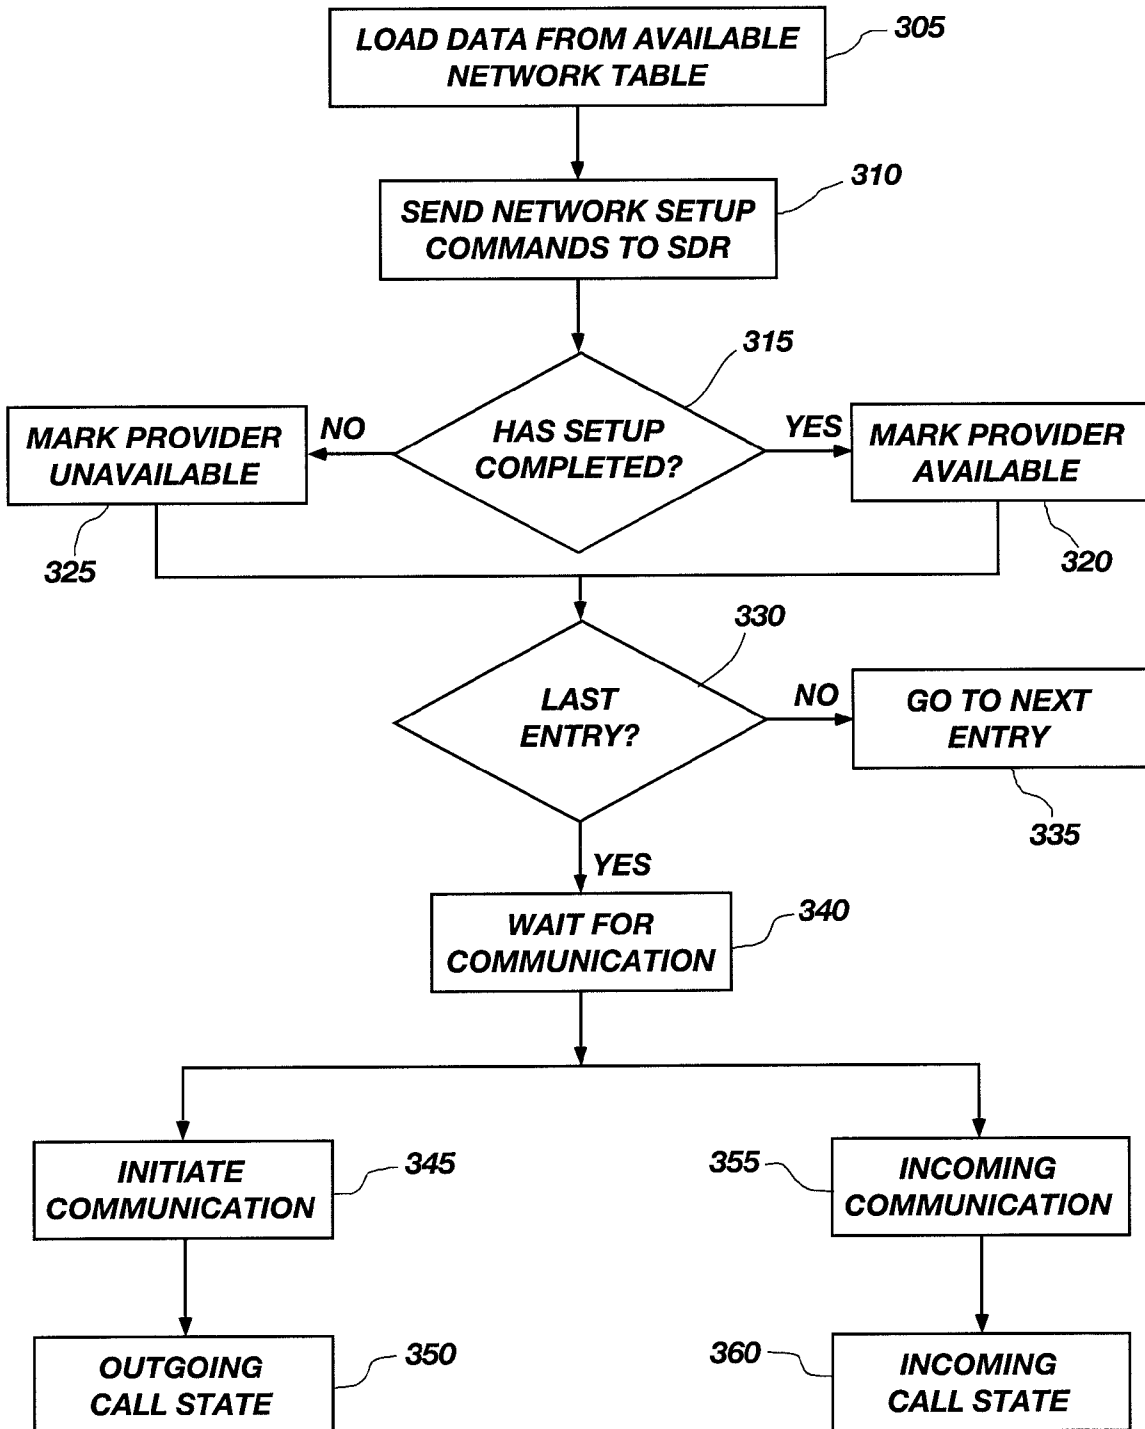 LOAD DATA FROM AVAILABLE
NETWORK TABLE
305
310
SEND NETWORK SETUP
COMMANDS TO SDR
315
HAS SETUP
COMPLETED?
NO
YES
MARK PROVIDER
UNAVAILABLE
325
MARK PROVIDER
AVAILABLE
320
330
LAST
ENTRY?
NO
GO TO NEXT
ENTRY
335
YES
WAIT FOR
COMMUNICATION
340
INITIATE
COMMUNICATION
345
355
INCOMING
COMMUNICATION
OUTGOING
CALL STATE
350
360
INCOMING
CALL STATE